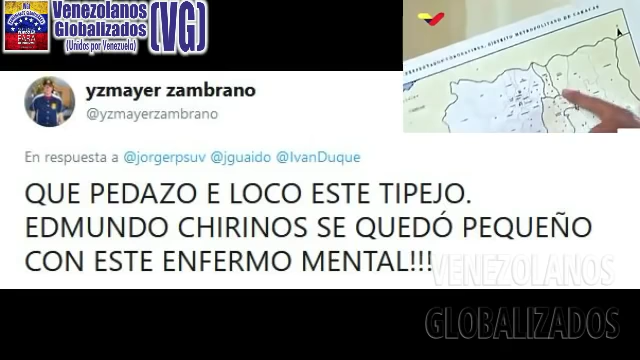 Venezolanos
Globalizados
(Unidos por Venezuela)
(VG)
yzmayer zambrano
@yzmayerzambrano
En respuesta a @jorgerpsuv @jguaido @IvanDuque
QUE PEDAZO E LOCO ESTE TIPEJO.
EDMUNDO CHIRINOS SE QUEDÓ PEQUEÑO
CON ESTE ENFERMO MENTAL!!!
VENEZOLANOS
GLOBALIZADOS